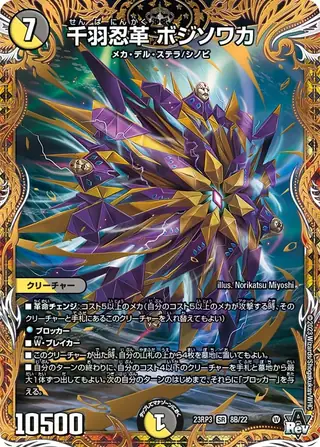 7
せんばにんかく
千羽忍革 ボジソワカ
メカ・デル・ステラ/シノビ
クリーチャー
illus. Norikatsu Miyoshi
■革命チェンジ:コスト5以上のメカ(自分のコスト5以上のメカが攻撃する時、そのクリーチャーと手札にあるこのクリーチャーを入れ替えてもよい)
■ブロッカー
■W・ブレイカー
■このクリーチャーが出た時、自分の山札の上から4枚を墓地に置いてもよい。
■自分のターンの終わりに、コスト4以下のクリーチャーを自分の手札と墓地から最大1体ずつ出してもよい。次の自分のターンのはじめまで、それらに「ブロッカー」を与える。
10500
マナゾーン
1
23RP3 SR 8B/22
Rev